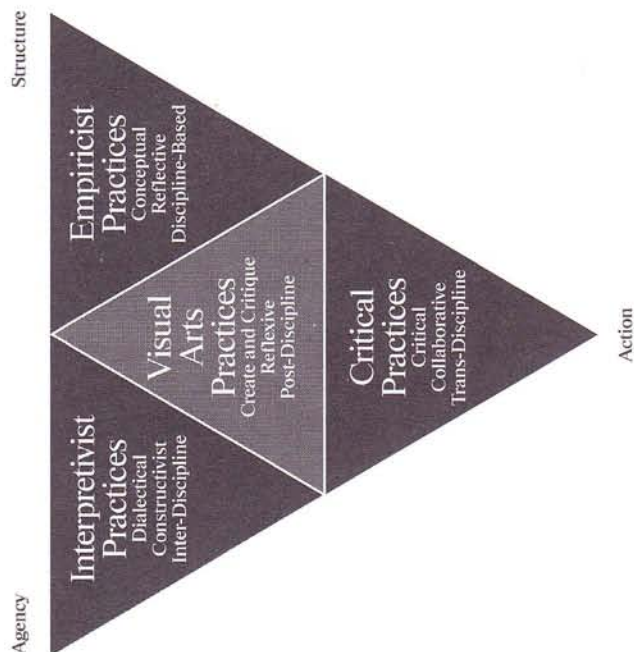 Agency
Structure
Interpretivist
Practices
Dialectical
Constructivist
Inter-Discipline
Empiricist
Practices
Conceptual
Reflective
Discipline-Based
Visual
Arts
Practices
Create and Critique
Reflexive
Post-Discipline
Critical
Practices
Critical
Collaborative
Trans-Discipline
Action